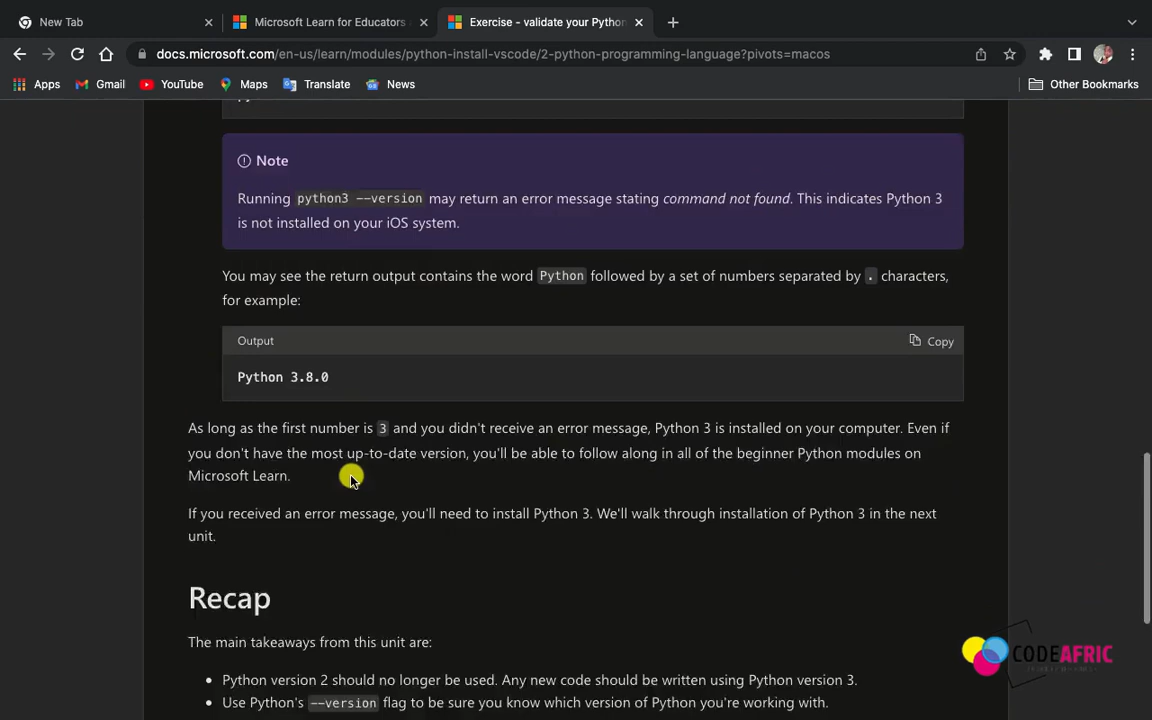 New Tab
Microsoft Learn for Educators
Exercise - validate your Python
docs.microsoft.com/en-us/learn/modules/python-install-vscode/2-python-programming-language?pivots=macos
Apps Gmail YouTube Maps Translate News Other Bookmarks
Note
Running python3 --version may return an error message stating command not found. This indicates Python 3
is not installed on your iOS system.
You may see the return output contains the word Python followed by a set of numbers separated by . characters,
for example:
Output Copy
Python 3.8.0
As long as the first number is 3 and you didn't receive an error message, Python 3 is installed on your computer. Even if
you don't have the most up-to-date version, you'll be able to follow along in all of the beginner Python modules on
Microsoft Learn.
If you received an error message, you'll need to install Python 3. We'll walk through installation of Python 3 in the next
unit.
Recap
The main takeaways from this unit are:
• Python version 2 should no longer be used. Any new code should be written using Python version 3.
• Use Python's --version flag to be sure you know which version of Python you're working with.
CODEAFRIC